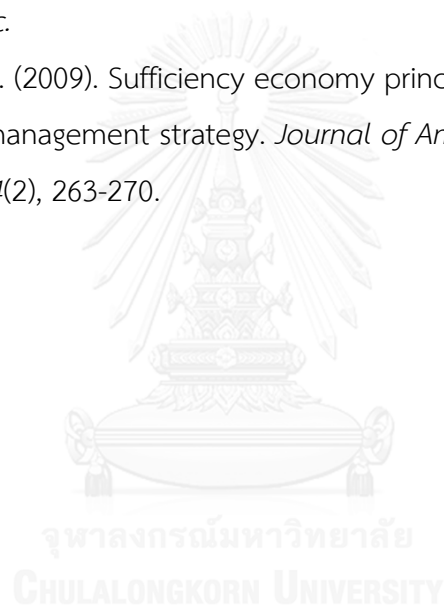 c.
. (2009). Sufficiency economy princ
management strategy. Journal of An
(2), 263-270.
จุฬาลงกรณ์มหาวิทยาลัย
CHULALONGKORN UNIVERSITY